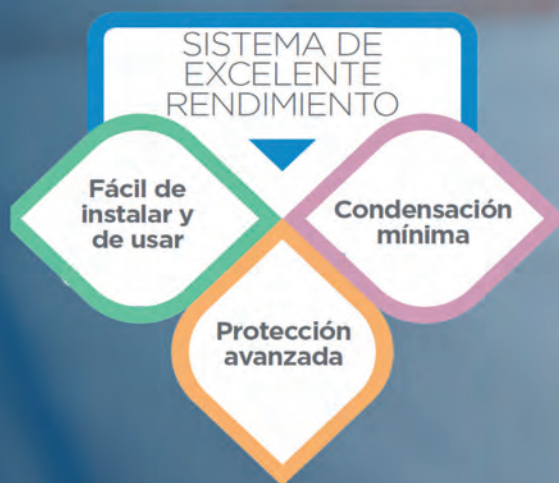 SISTEMA DE
EXCELENTE
RENDIMIENTO
Fácil de
instalar y
de usar
Condensación
mínima
Protección
avanzada